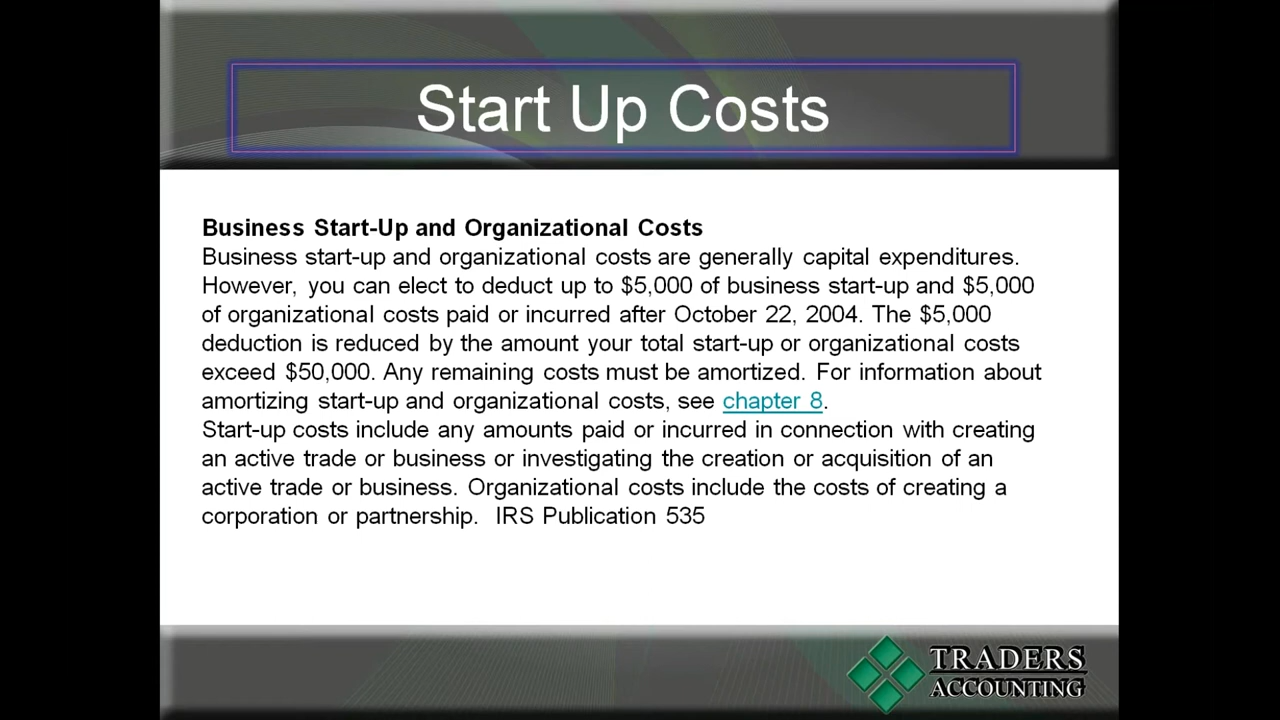 Start Up Costs
Business Start-Up and Organizational Costs
Business start-up and organizational costs are generally capital expenditures.
However, you can elect to deduct up to $5,000 of business start-up and $5,000
of organizational costs paid or incurred after October 22, 2004. The $5,000
deduction is reduced by the amount your total start-up or organizational costs
exceed $50,000. Any remaining costs must be amortized. For information about
amortizing start-up and organizational costs, see chapter 8.
Start-up costs include any amounts paid or incurred in connection with creating
an active trade or business or investigating the creation or acquisition of an
active trade or business. Organizational costs include the costs of creating a
corporation or partnership. IRS Publication 535
TRADERS
ACCOUNTING